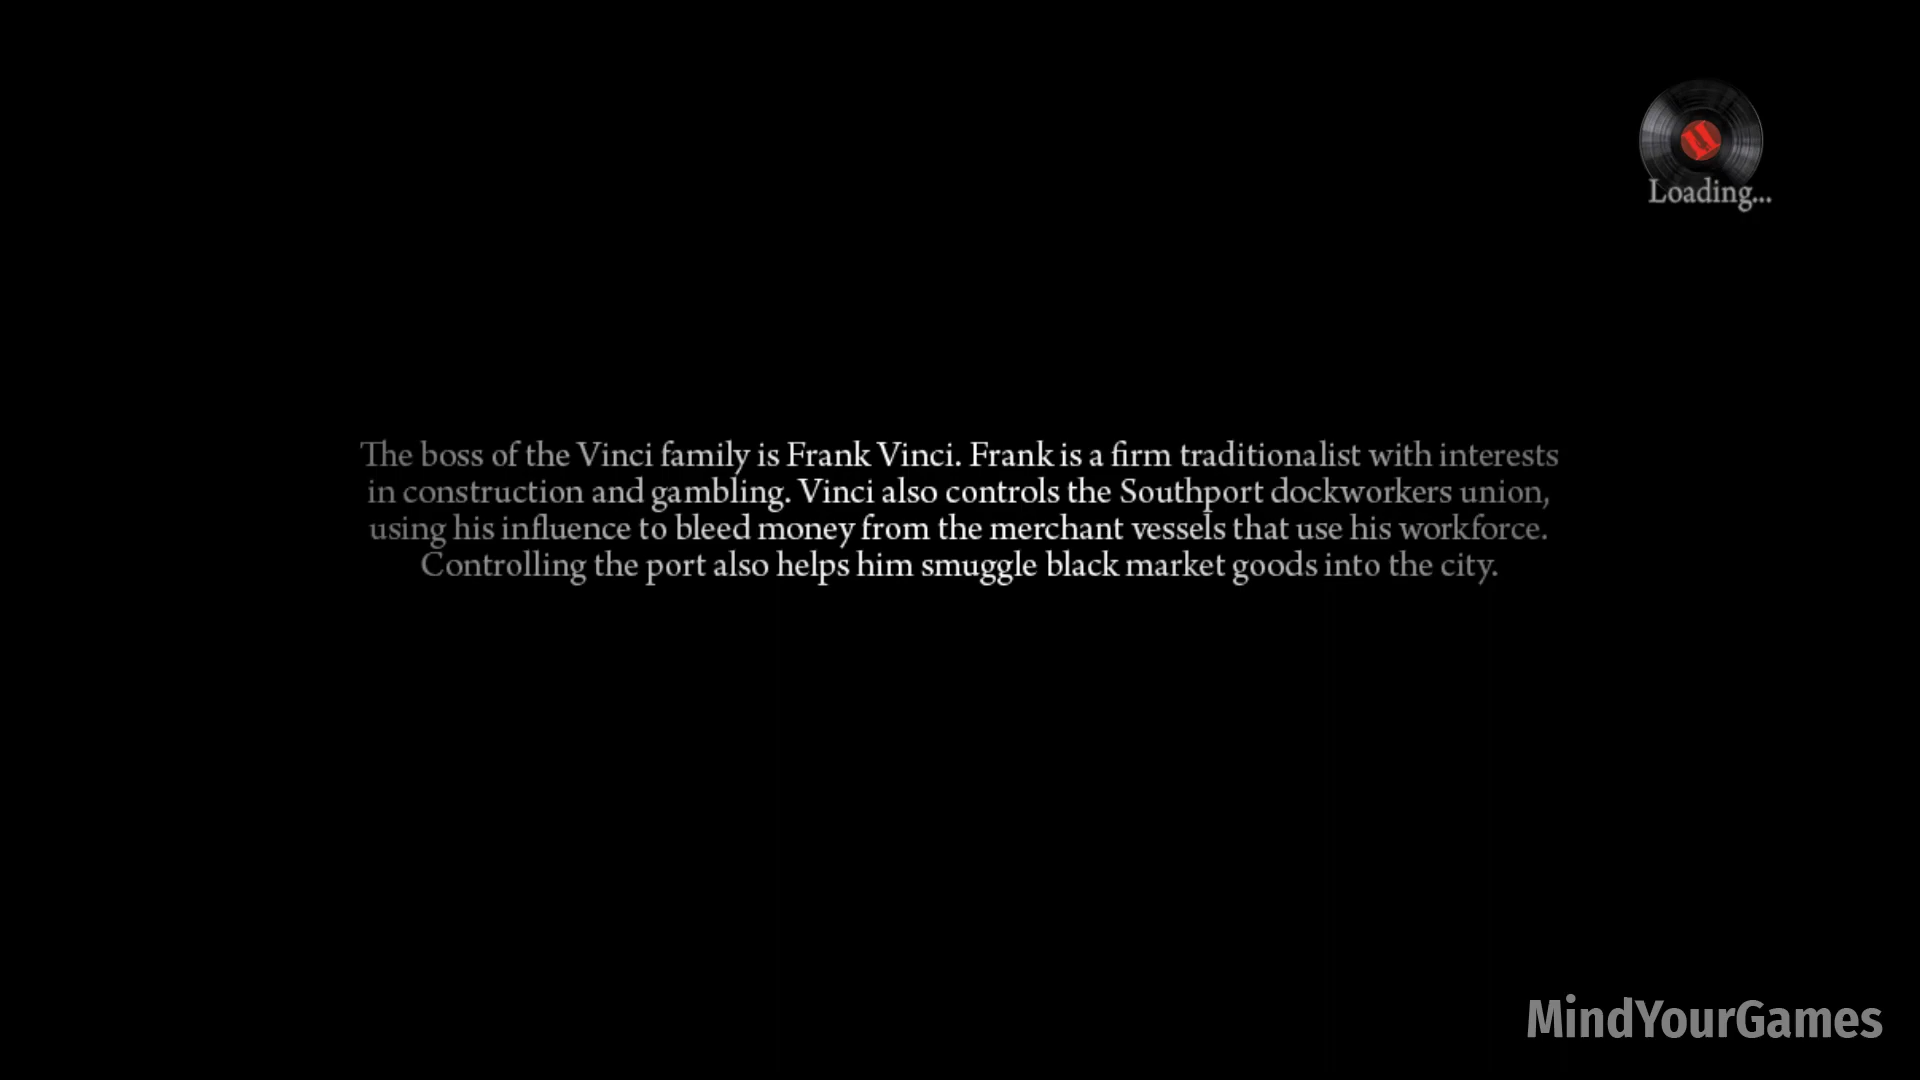 Loading...
The boss of the Vinci family is Frank Vinci. Frank is a firm traditionalist with interests
in construction and gambling. Vinci also controls the Southport dockworkers union,
using his influence to bleed money from the merchant vessels that use his workforce.
Controlling the port also helps him smuggle black market goods into the city.
MindYourGames